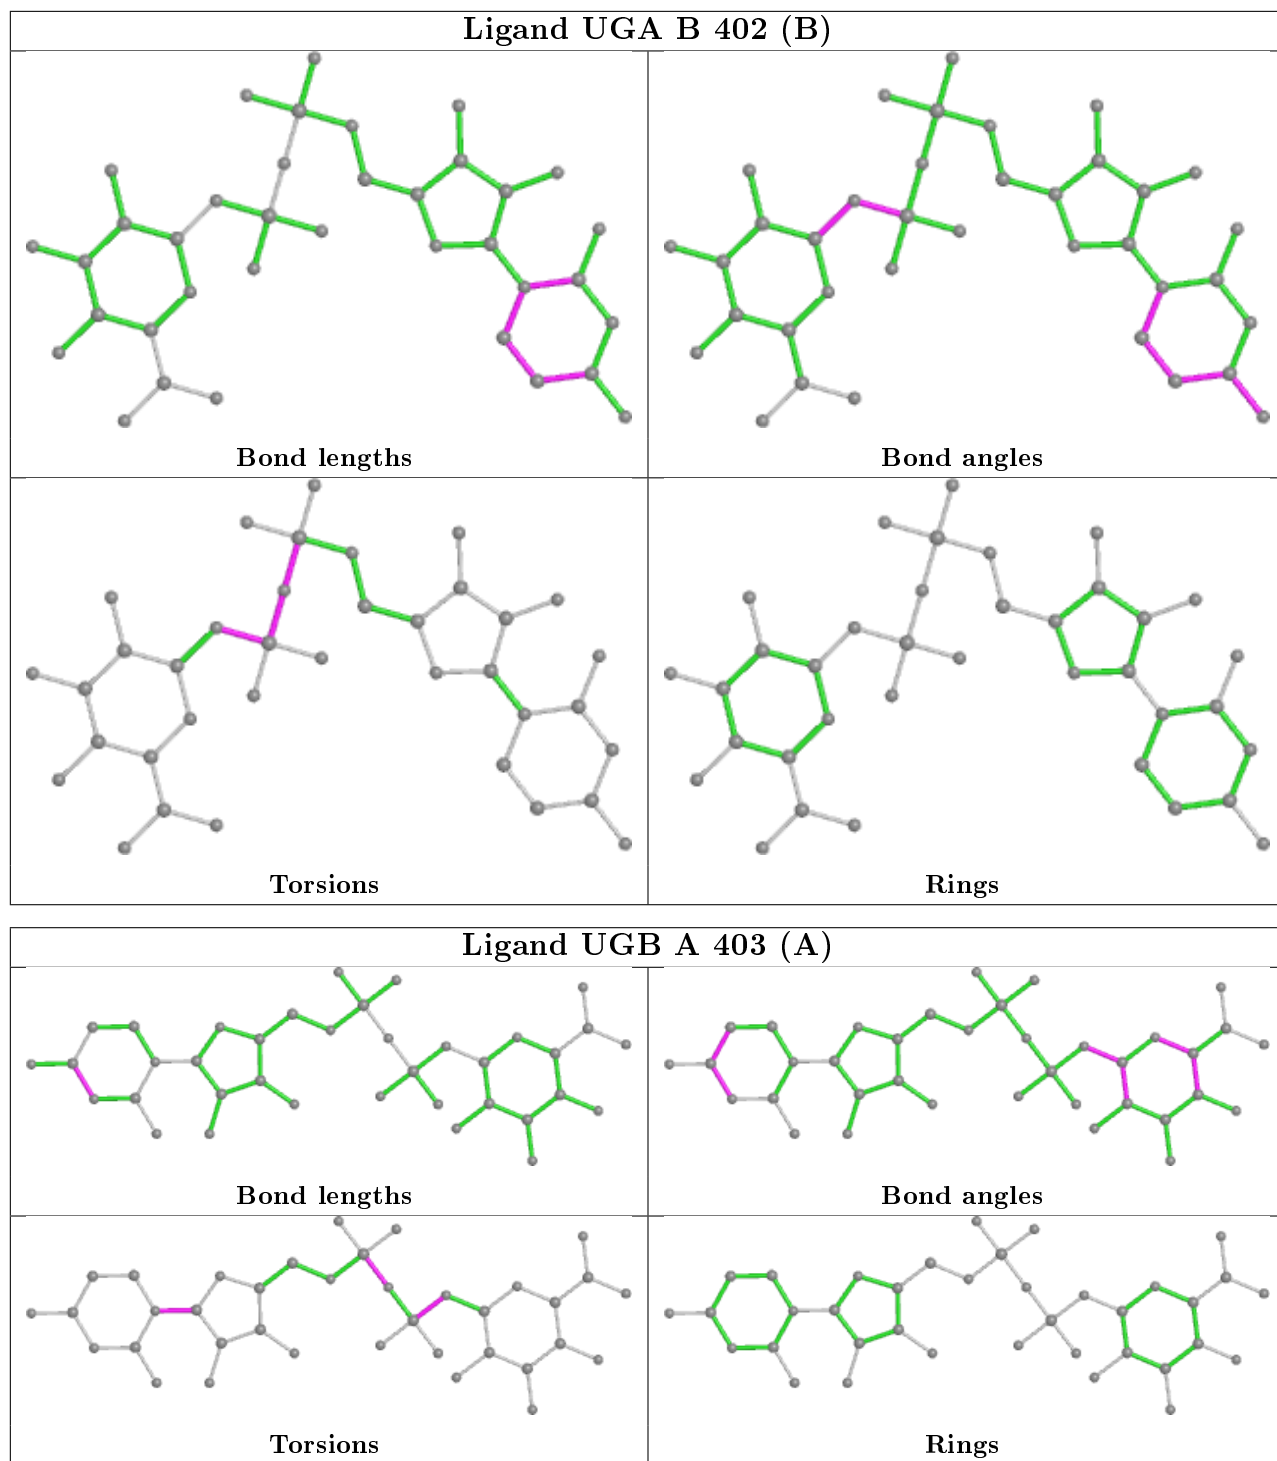 Ligand UGA B 402 (B)
Bond lengths
Bond angles
Torsions
Rings
Ligand UGB A 403 (A)
Bond lengths
Bond angles
Torsions
Rings